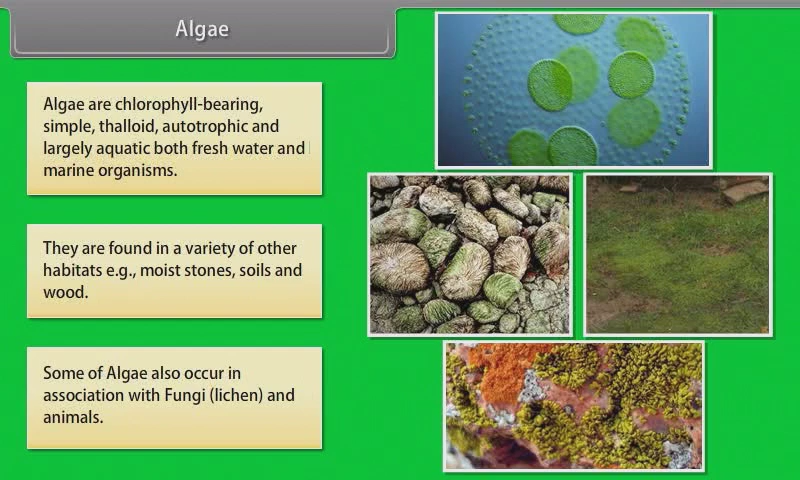 Algae
Algae are chlorophyll-bearing,
simple, thalloid, autotrophic and
largely aquatic both fresh water and
marine organisms.
They are found in a variety of other
habitats e.g., moist stones, soils and
wood.
Some of Algae also occur in
association with Fungi (lichen) and
animals.